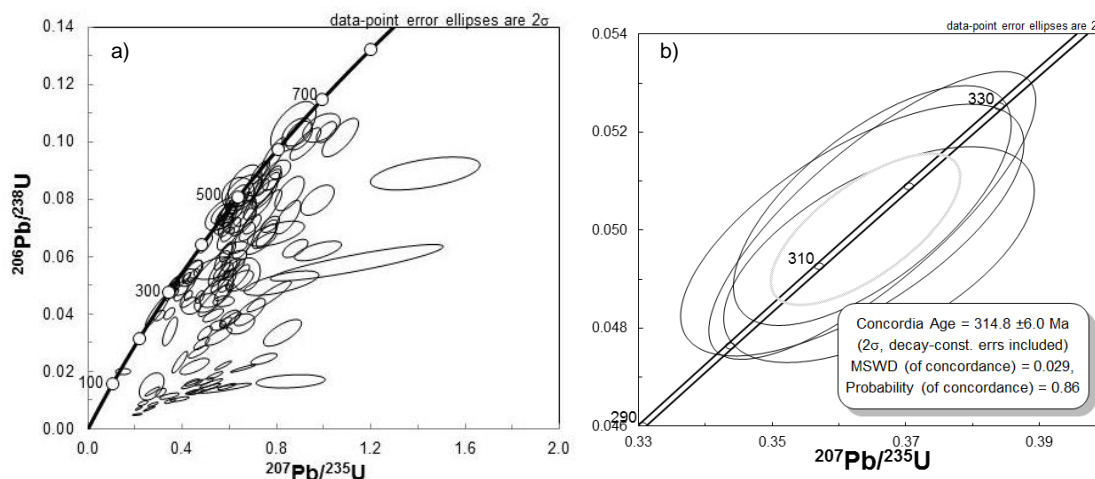 data-point error ellipses are 2σ
a)
0.14
0.12
0.10
0.08
0.06
0.04
0.02
0.00
206Pb/238U
700
500
300
100
0.0 0.4 0.8 1.2 1.6 2.0
207Pb/235U
data-point error ellipses are 2
b)
0.054
0.052
0.050
0.048
330
310
290
Concordia Age = 314.8 ±6.0 Ma
(2σ, decay-const. errs included)
MSWD (of concordance) = 0.029,
Probability (of concordance) = 0.86
0.33 0.35 0.37 0.39
207Pb/235U